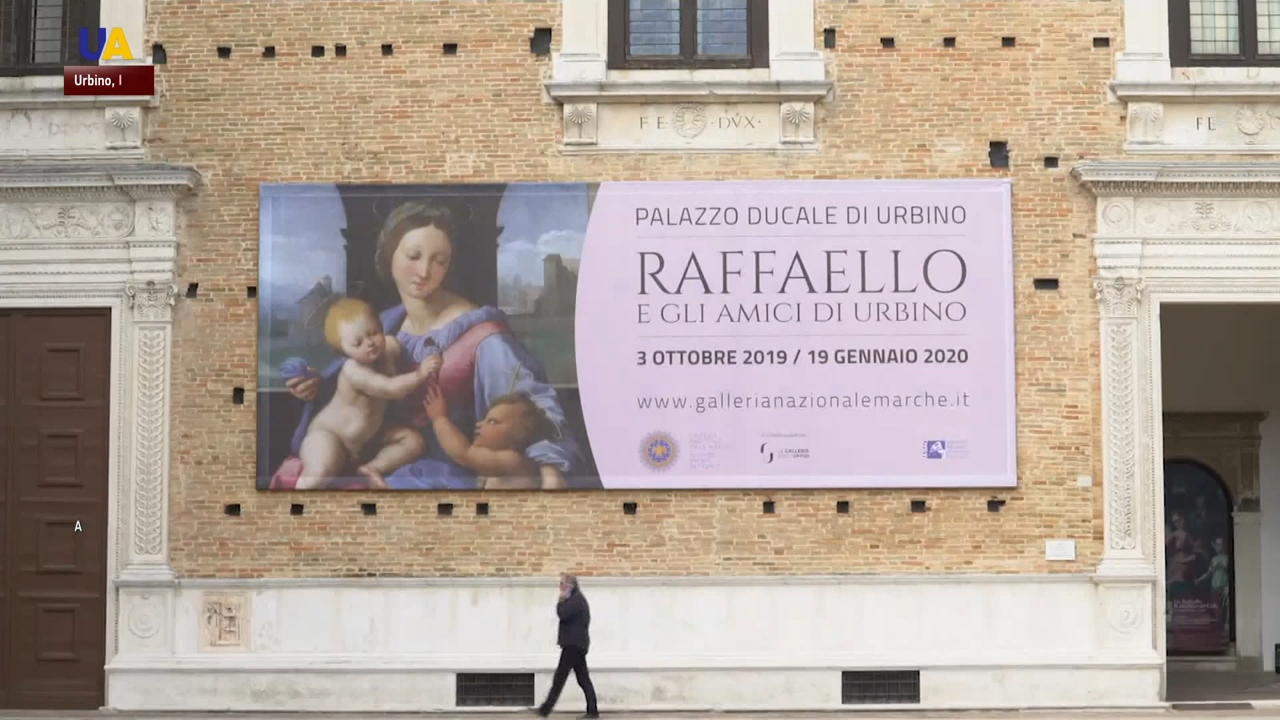 UA
Urbino, I
FE DVX
FE
PALAZZO DUCALE DI URBINO
RAFFAELLO
E GLI AMICI DI URBINO
3 OTTOBRE 2019 / 19 GENNAIO 2020
www.gallerianazionalemarche.it
A